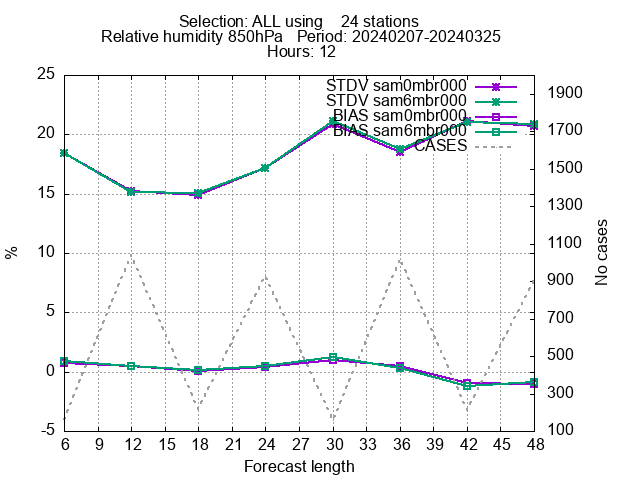 Selection: ALL using    24 stations
Relative humidity 850hPa   Period: 20240207-20240325
Hours: 12
STDV sam0mbr000
STDV sam6mbr000
BIAS sam0mbr000
BIAS sam6mbr000
CASES
25
20
15
10
5
0
-5
%
1900
1700
1500
1300
1100
900
700
500
300
100
No cases
6 9 12 15 18 21 24 27 30 33 36 39 42 45 48
Forecast length